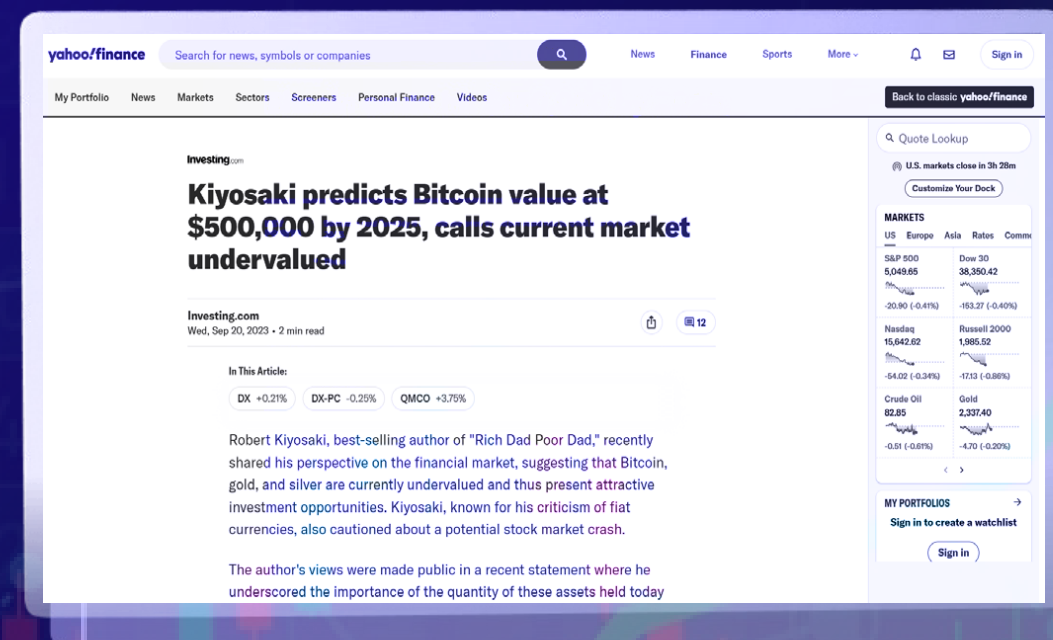 yahoo!finance
Search for news, symbols or companies
News
Finance
Sports
More
Sign in
My Portfolio
News
Markets
Sectors
Screeners
Personal Finance
Videos
Back to classic yahoo!finance
Investing.com
Kiyosaki predicts Bitcoin value at
$500,000 by 2025, calls current market
undervalued
Investing.com
Wed, Sep 20, 2023 • 2 min read
12
In This Article:
DX +0.21%
DX-PC -0.25%
QMCO +3.75%
Robert Kiyosaki, best-selling author of "Rich Dad Poor Dad," recently
shared his perspective on the financial market, suggesting that Bitcoin,
gold, and silver are currently undervalued and thus present attractive
investment opportunities. Kiyosaki, known for his criticism of fiat
currencies, also cautioned about a potential stock market crash.
The author's views were made public in a recent statement where he
underscored the importance of the quantity of these assets held today
Quote Lookup
U.S. markets close in 3h 28m
Customize Your Dock
MARKETS
US Europe Asia Rates Comme
S&P 500
5,049.65
-20.90 (-0.41%)
Dow 30
38,350.42
-153.27 (-0.40%)
Nasdaq
15,642.62
-54.02 (-0.34%)
Russell 2000
1,985.52
-17.13 (-0.86%)
Crude Oil
82.85
-0.51 (-0.61%)
Gold
2,337.40
-4.70 (-0.20%)
MY PORTFOLIOS
Sign in to create a watchlist
Sign in